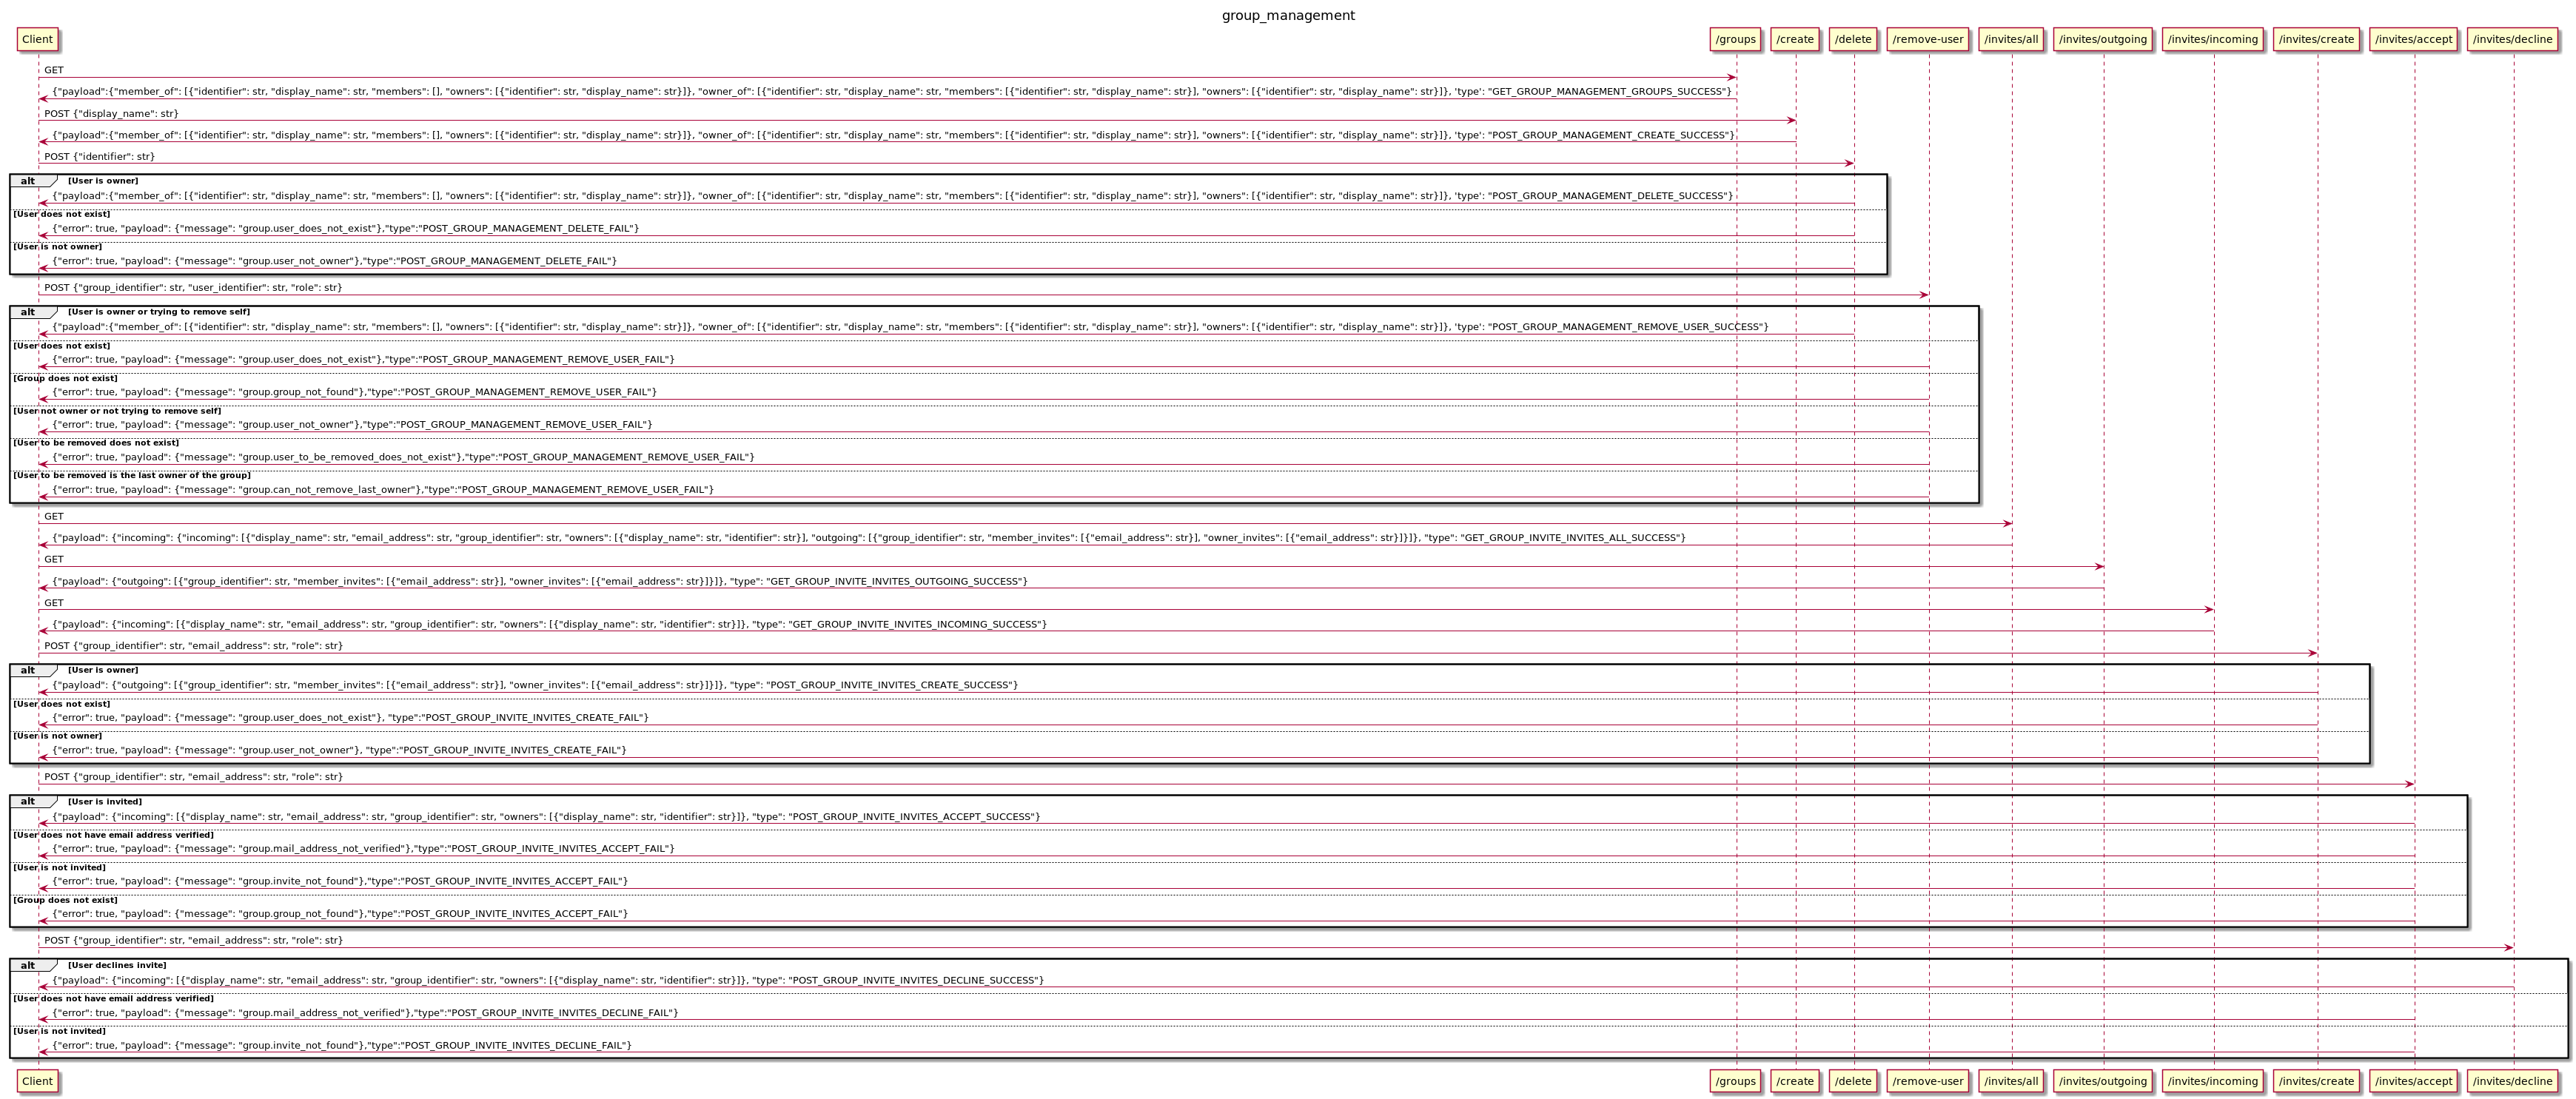 group_management
Client /groups /create /delete /remove-user /invites/all /invites/outgoing /invites/incoming /invites/create /invites/accept /invites/decline
GET
{"payload":{"member_of": [{"identifier": str, "display_name": str, "members": [], "owners": [{"identifier": str, "display_name": str}]}, "owner_of": [{"identifier": str, "display_name": str, "members": [{"identifier": str, "display_name": str}], "owners": [{"identifier": str, "display_name": str}]}, 'type': "GET_GROUP_MANAGEMENT_GROUPS_SUCCESS"}
POST {"display_name": str}
{"payload":{"member_of": [{"identifier": str, "display_name": str, "members": [], "owners": [{"identifier": str, "display_name": str}]}, "owner_of": [{"identifier": str, "display_name": str, "members": [{"identifier": str, "display_name": str}], "owners": [{"identifier": str, "display_name": str}]}, 'type': "POST_GROUP_MANAGEMENT_CREATE_SUCCESS"}
POST {"identifier": str}
alt [User is owner]
{"payload":{"member_of": [{"identifier": str, "display_name": str, "members": [], "owners": [{"identifier": str, "display_name": str}]}, "owner_of": [{"identifier": str, "display_name": str, "members": [{"identifier": str, "display_name": str}], "owners": [{"identifier": str, "display_name": str}]}, 'type': "POST_GROUP_MANAGEMENT_DELETE_SUCCESS"}
[User does not exist]
{"error": true, "payload": {"message": "group.user_does_not_exist"},"type":"POST_GROUP_MANAGEMENT_DELETE_FAIL"}
[User is not owner]
{"error": true, "payload": {"message": "group.user_not_owner"},"type":"POST_GROUP_MANAGEMENT_DELETE_FAIL"}
POST {"group_identifier": str, "user_identifier": str, "role": str}
alt [User is owner or trying to remove self]
{"payload":{"member_of": [{"identifier": str, "display_name": str, "members": [], "owners": [{"identifier": str, "display_name": str}]}, "owner_of": [{"identifier": str, "display_name": str, "members": [{"identifier": str, "display_name": str}], "owners": [{"identifier": str, "display_name": str}]}, 'type': "POST_GROUP_MANAGEMENT_REMOVE_USER_SUCCESS"}
[User does not exist]
{"error": true, "payload": {"message": "group.user_does_not_exist"},"type":"POST_GROUP_MANAGEMENT_REMOVE_USER_FAIL"}
[Group does not exist]
{"error": true, "payload": {"message": "group.group_not_found"},"type":"POST_GROUP_MANAGEMENT_REMOVE_USER_FAIL"}
[User not owner or not trying to remove self]
{"error": true, "payload": {"message": "group.user_not_owner"},"type":"POST_GROUP_MANAGEMENT_REMOVE_USER_FAIL"}
[User to be removed does not exist]
{"error": true, "payload": {"message": "group.user_to_be_removed_does_not_exist"},"type":"POST_GROUP_MANAGEMENT_REMOVE_USER_FAIL"}
[User to be removed is the last owner of the group]
{"error": true, "payload": {"message": "group.can_not_remove_last_owner"},"type":"POST_GROUP_MANAGEMENT_REMOVE_USER_FAIL"}
GET
{"payload": {"incoming": {"incoming": [{"display_name": str, "email_address": str, "group_identifier": str, "owners": [{"display_name": str, "identifier": str}], "outgoing": [{"group_identifier": str, "member_invites": [{"email_address": str}], "owner_invites": [{"email_address": str}]}]}, "type": "GET_GROUP_INVITE_INVITES_ALL_SUCCESS"}
GET
{"payload": {"outgoing": [{"group_identifier": str, "member_invites": [{"email_address": str}], "owner_invites": [{"email_address": str}]}]}, "type": "GET_GROUP_INVITE_INVITES_OUTGOING_SUCCESS"}
GET
{"payload": {"incoming": [{"display_name": str, "email_address": str, "group_identifier": str, "owners": [{"display_name": str, "identifier": str}]}, "type": "GET_GROUP_INVITE_INVITES_INCOMING_SUCCESS"}
POST {"group_identifier": str, "email_address": str, "role": str}
alt [User is owner]
{"payload": {"outgoing": [{"group_identifier": str, "member_invites": [{"email_address": str}], "owner_invites": [{"email_address": str}]}]}, "type": "POST_GROUP_INVITE_INVITES_CREATE_SUCCESS"}
[User does not exist]
{"error": true, "payload": {"message": "group.user_does_not_exist"}, "type":"POST_GROUP_INVITE_INVITES_CREATE_FAIL"}
[User is not owner]
{"error": true, "payload": {"message": "group.user_not_owner"}, "type":"POST_GROUP_INVITE_INVITES_CREATE_FAIL"}
POST {"group_identifier": str, "email_address": str, "role": str}
alt [User is invited]
{"payload": {"incoming": [{"display_name": str, "email_address": str, "group_identifier": str, "owners": [{"display_name": str, "identifier": str}]}, "type": "POST_GROUP_INVITE_INVITES_ACCEPT_SUCCESS"}
[User does not have email address verified]
{"error": true, "payload": {"message": "group.mail_address_not_verified"},"type":"POST_GROUP_INVITE_INVITES_ACCEPT_FAIL"}
[User is not invited]
{"error": true, "payload": {"message": "group.invite_not_found"},"type":"POST_GROUP_INVITE_INVITES_ACCEPT_FAIL"}
[Group does not exist]
{"error": true, "payload": {"message": "group.group_not_found"},"type":"POST_GROUP_INVITE_INVITES_ACCEPT_FAIL"}
POST {"group_identifier": str, "email_address": str, "role": str}
alt [User declines invite]
{"payload": {"incoming": [{"display_name": str, "email_address": str, "group_identifier": str, "owners": [{"display_name": str, "identifier": str}]}, "type": "POST_GROUP_INVITE_INVITES_DECLINE_SUCCESS"}
[User does not have email address verified]
{"error": true, "payload": {"message": "group.mail_address_not_verified"},"type":"POST_GROUP_INVITE_INVITES_DECLINE_FAIL"}
[User is not invited]
{"error": true, "payload": {"message": "group.invite_not_found"},"type":"POST_GROUP_INVITE_INVITES_DECLINE_FAIL"}
Client /groups /create /delete /remove-user /invites/all /invites/outgoing /invites/incoming /invites/create /invites/accept /invites/decline